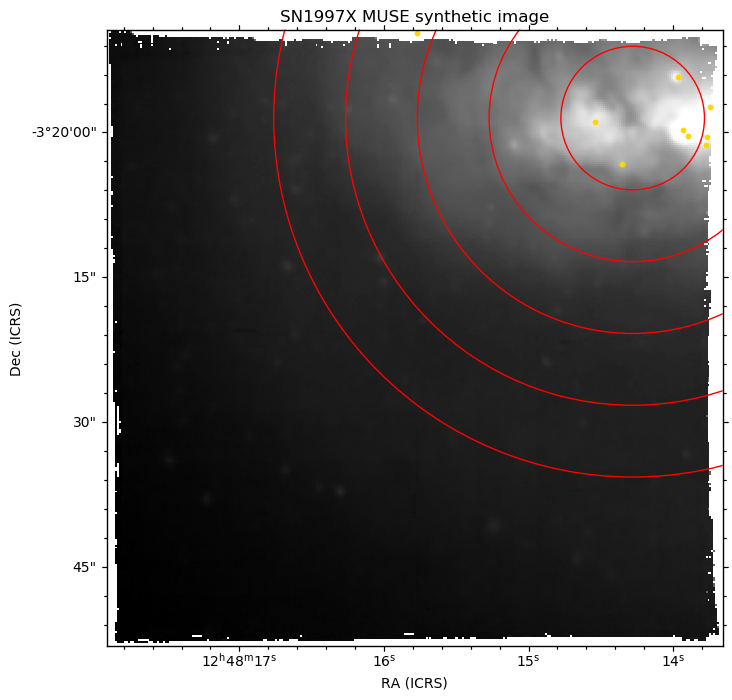 SN1997X MUSE synthetic image
-3°20'00"
15"
30"
45"
Dec (ICRS)
12ʰ48ᵐ17ˢ 16ˢ 15ˢ 14ˢ
RA (ICRS)